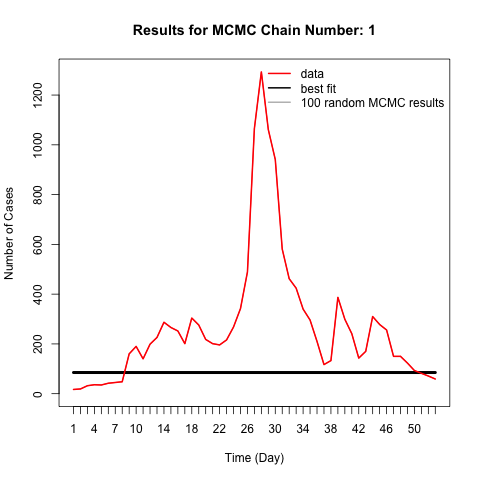 Results for MCMC Chain Number: 1
data
best fit
100 random MCMC results
Number of Cases
1200
1000
800
600
400
200
0
1 4 7 10 14 18 22 26 30 34 38 42 46 50
Time (Day)